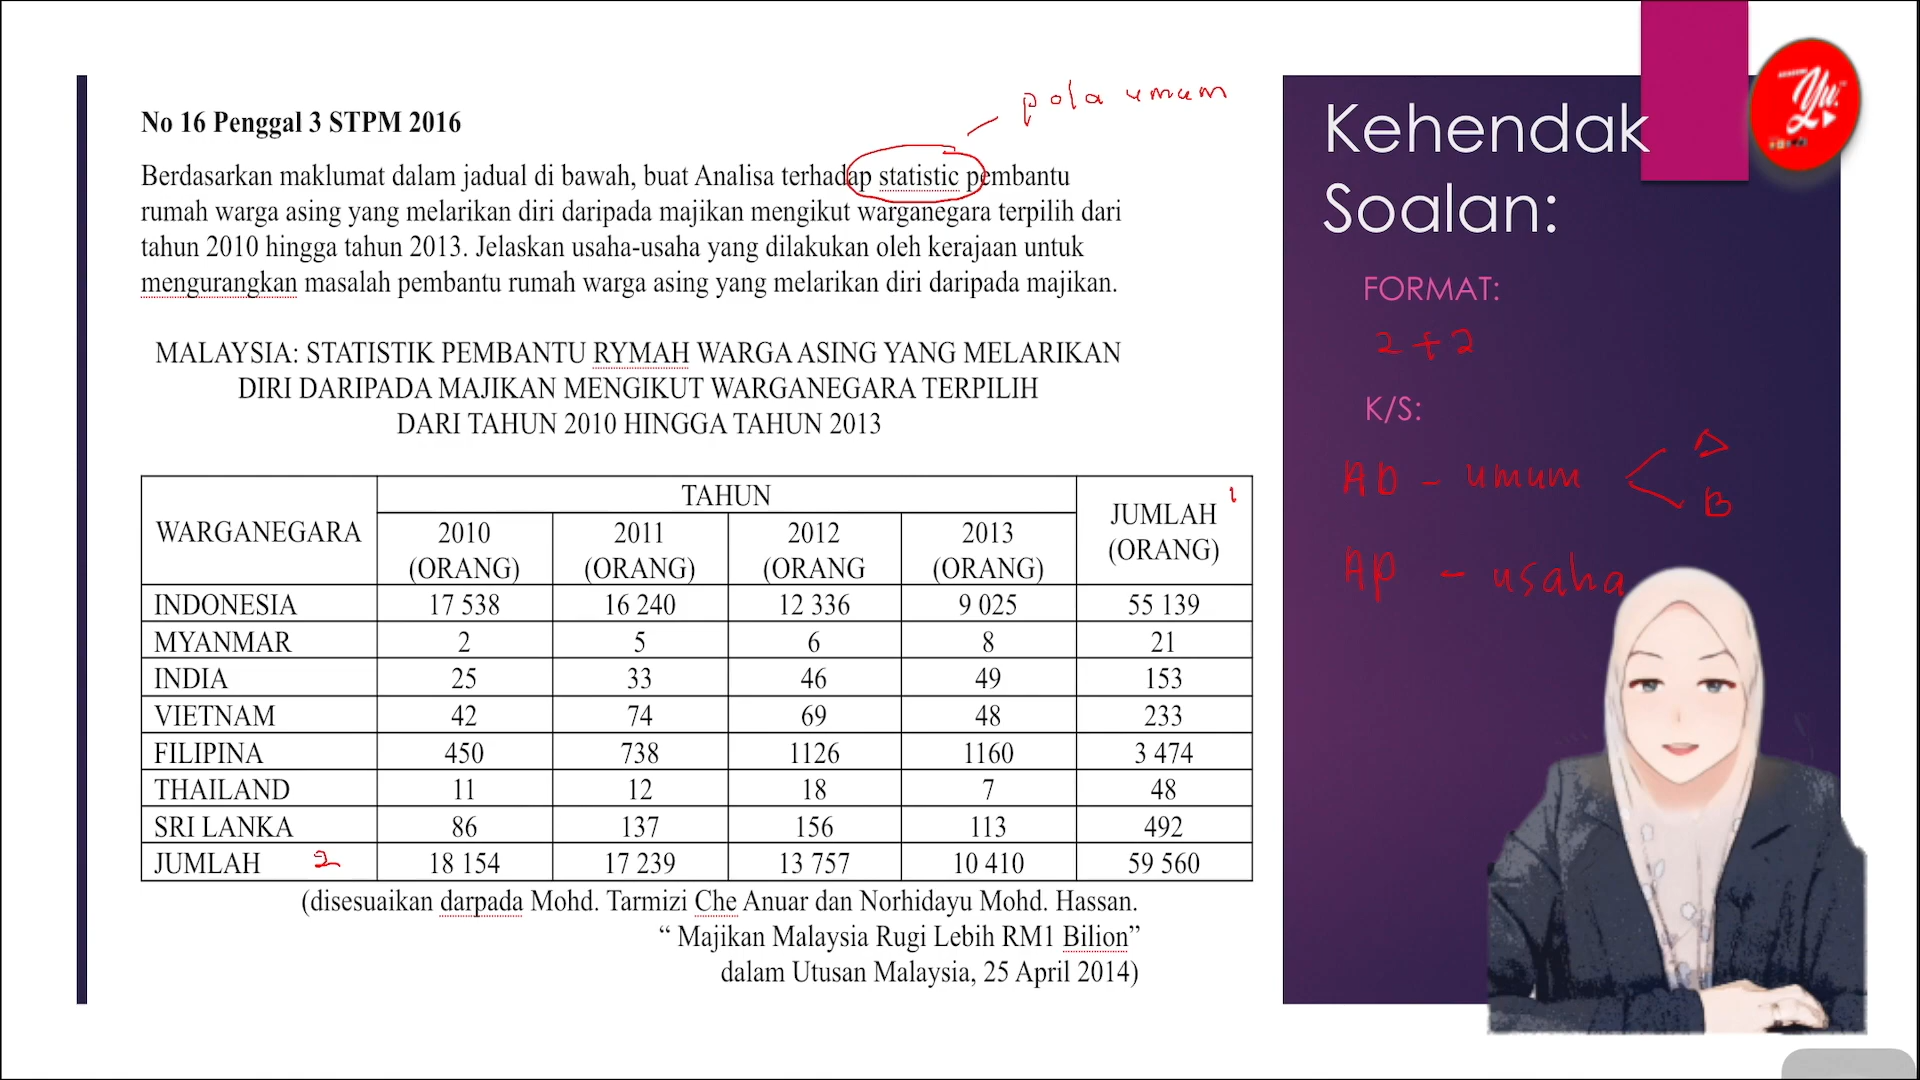 pola umum
No 16 Penggal 3 STPM 2016
Berdasarkan maklumat dalam jadual di bawah, buat Analisa terhadap statistic pembantu
rumah warga asing yang melarikan diri daripada majikan mengikut warganegara terpilih dari
tahun 2010 hingga tahun 2013. Jelaskan usaha-usaha yang dilakukan oleh kerajaan untuk
mengurangkan masalah pembantu rumah warga asing yang melarikan diri daripada majikan.
MALAYSIA: STATISTIK PEMBANTU RYMAH WARGA ASING YANG MELARIKAN
DIRI DARIPADA MAJIKAN MENGIKUT WARGANEGARA TERPILIH
DARI TAHUN 2010 HINGGA TAHUN 2013
WARGANEGARA TAHUN JUMLAH (ORANG) 1
2010 (ORANG) 2011 (ORANG) 2012 (ORANG 2013 (ORANG)
INDONESIA 17 538 16 240 12 336 9 025 55 139
MYANMAR 2 5 6 8 21
INDIA 25 33 46 49 153
VIETNAM 42 74 69 48 233
FILIPINA 450 738 1126 1160 3 474
THAILAND 11 12 18 7 48
SRI LANKA 86 137 156 113 492
JUMLAH 2 18 154 17 239 13 757 10 410 59 560
(disesuaikan darpada Mohd. Tarmizi Che Anuar dan Norhidayu Mohd. Hassan.
“ Majikan Malaysia Rugi Lebih RM1 Bilion”
dalam Utusan Malaysia, 25 April 2014)
Kehendak
Soalan:
FORMAT:
2 + 2
K/S:
AD - umum
B
AP - usaha